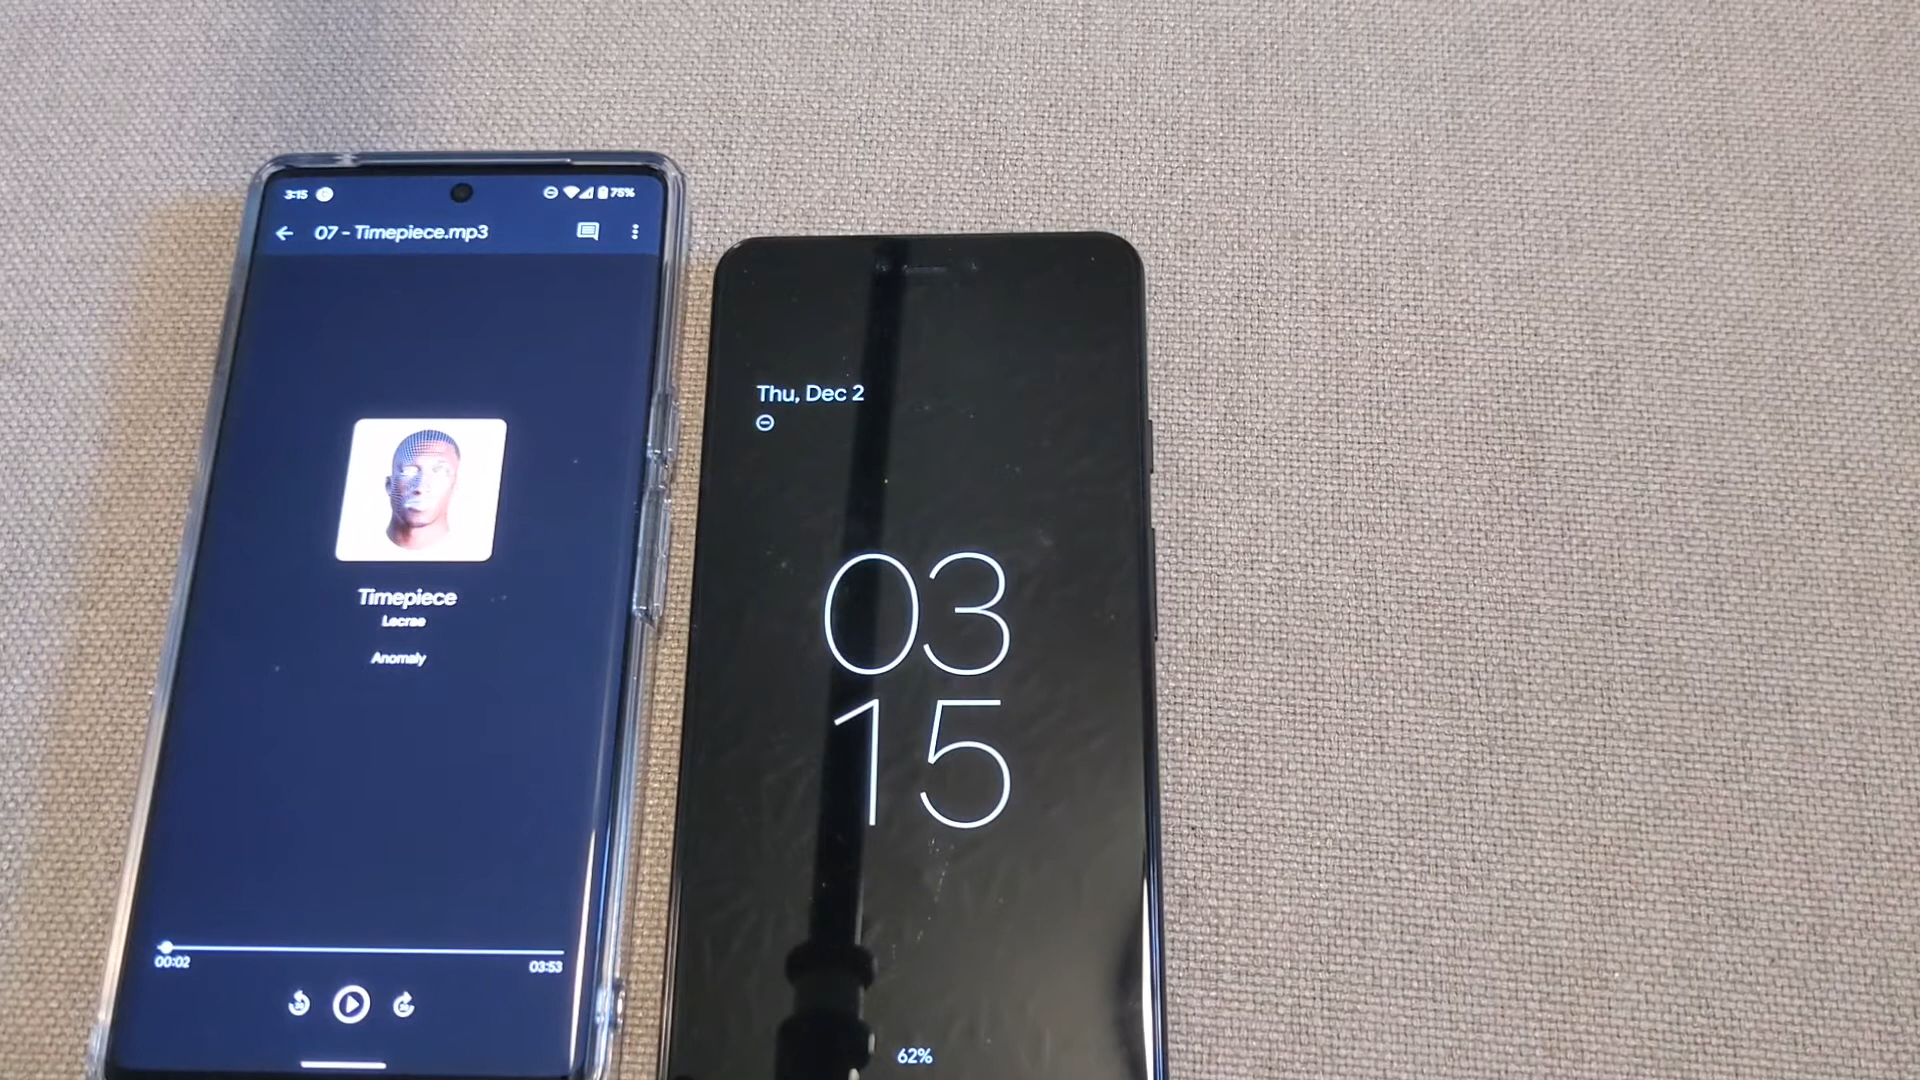 3:15 75%
07 - Timepiece.mp3
Timepiece
Lecrae
Anomaly
00:02 03:53
Thu, Dec 2
03
15
62%